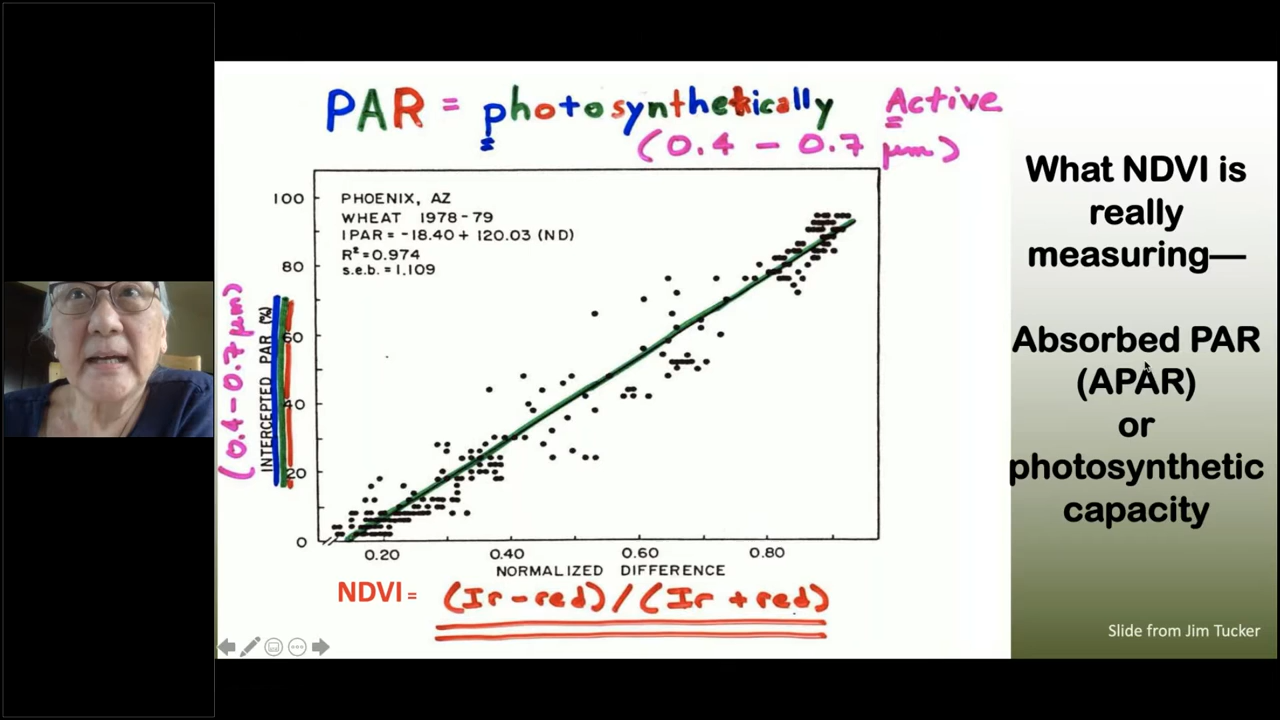 PAR = photosynthetically Active
(0.4 - 0.7 µm)
PHOENIX, AZ
WHEAT 1978-79
IPAR = -18.40 + 120.03 (ND)
R²=0.974
s.e.b. = 1.109
100
80
60
40
20
0
INTERCEPTED PAR (%)
(0.4-0.7 µm)
0.20 0.40 0.60 0.80
NORMALIZED DIFFERENCE
NDVI = (Ir - red) / (Ir + red)
What NDVI is
really
measuring—
Absorbed PAR
(APAR)
or
photosynthetic
capacity
Slide from Jim Tucker